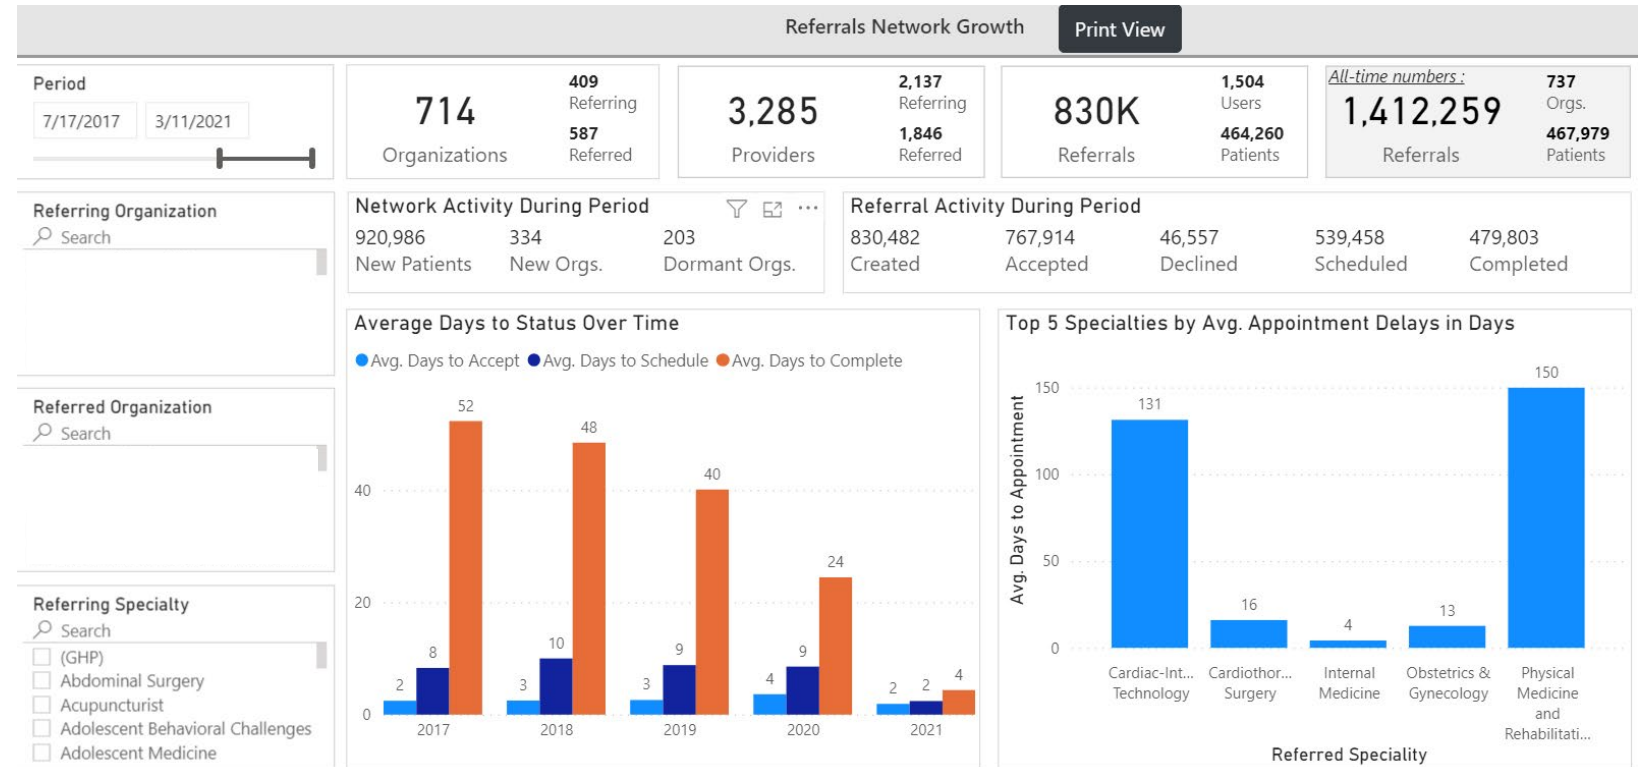 Referrals Network Growth
Print View
Period
7/17/2017 3/11/2021
714
Organizations
409
Referring
587
Referred
3,285
Providers
2,137
Referring
1,846
Referred
830K
Referrals
1,504
Users
464,260
Patients
All-time numbers :
1,412,259
Referrals
737
Orgs.
467,979
Patients
Referring Organization
Search
Network Activity During Period
920,986 334 203
New Patients New Orgs. Dormant Orgs.
Referral Activity During Period
830,482 767,914 46,557 539,458 479,803
Created Accepted Declined Scheduled Completed
Referred Organization
Search
Referring Specialty
Search
(GHP)
Abdominal Surgery
Acupuncturist
Adolescent Behavioral Challenges
Adolescent Medicine
Average Days to Status Over Time
Avg. Days to Accept Avg. Days to Schedule Avg. Days to Complete
40
20
0
2 8 52
3 10 48
3 9 40
4 9 24
2 2 4
2017 2018 2019 2020 2021
Top 5 Specialties by Avg. Appointment Delays in Days
Avg. Days to Appointment
150
100
50
0
131 16 4 13 150
Cardiac-Int...
Technology
Cardiothor...
Surgery
Internal
Medicine
Obstetrics &
Gynecology
Physical
Medicine
and
Rehabilitati...
Referred Speciality